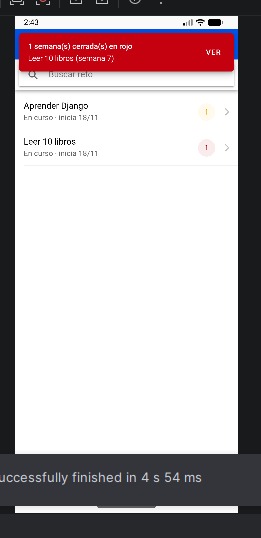 2:43
1 semana(s) cerrada(s) en rojo
Leer 10 libros (semana 7)
VER
Buscar reto
Aprender Django
En curso · inicia 18/11
1
Leer 10 libros
En curso · inicia 18/11
1
uccessfully finished in 4 s 54 ms